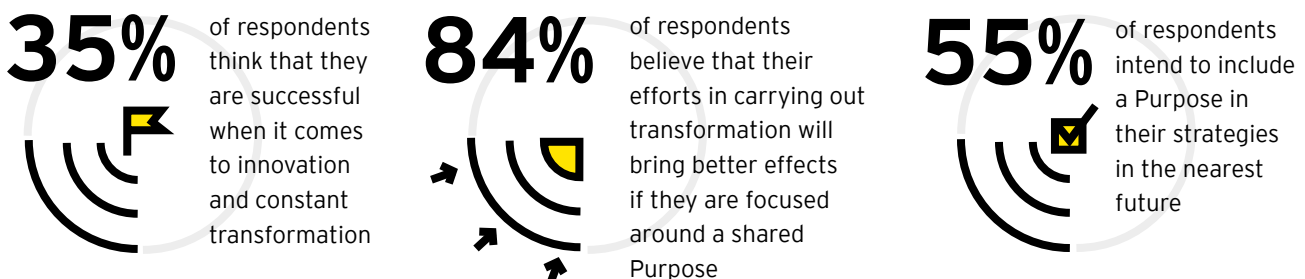 35%
of respondents
think that they
are successful
when it comes
to innovation
and constant
transformation
84%
of respondents
believe that their
efforts in carrying out
transformation will
bring better effects
if they are focused
around a shared
Purpose
55%
of respondents
intend to include
a Purpose in
their strategies
in the nearest
future